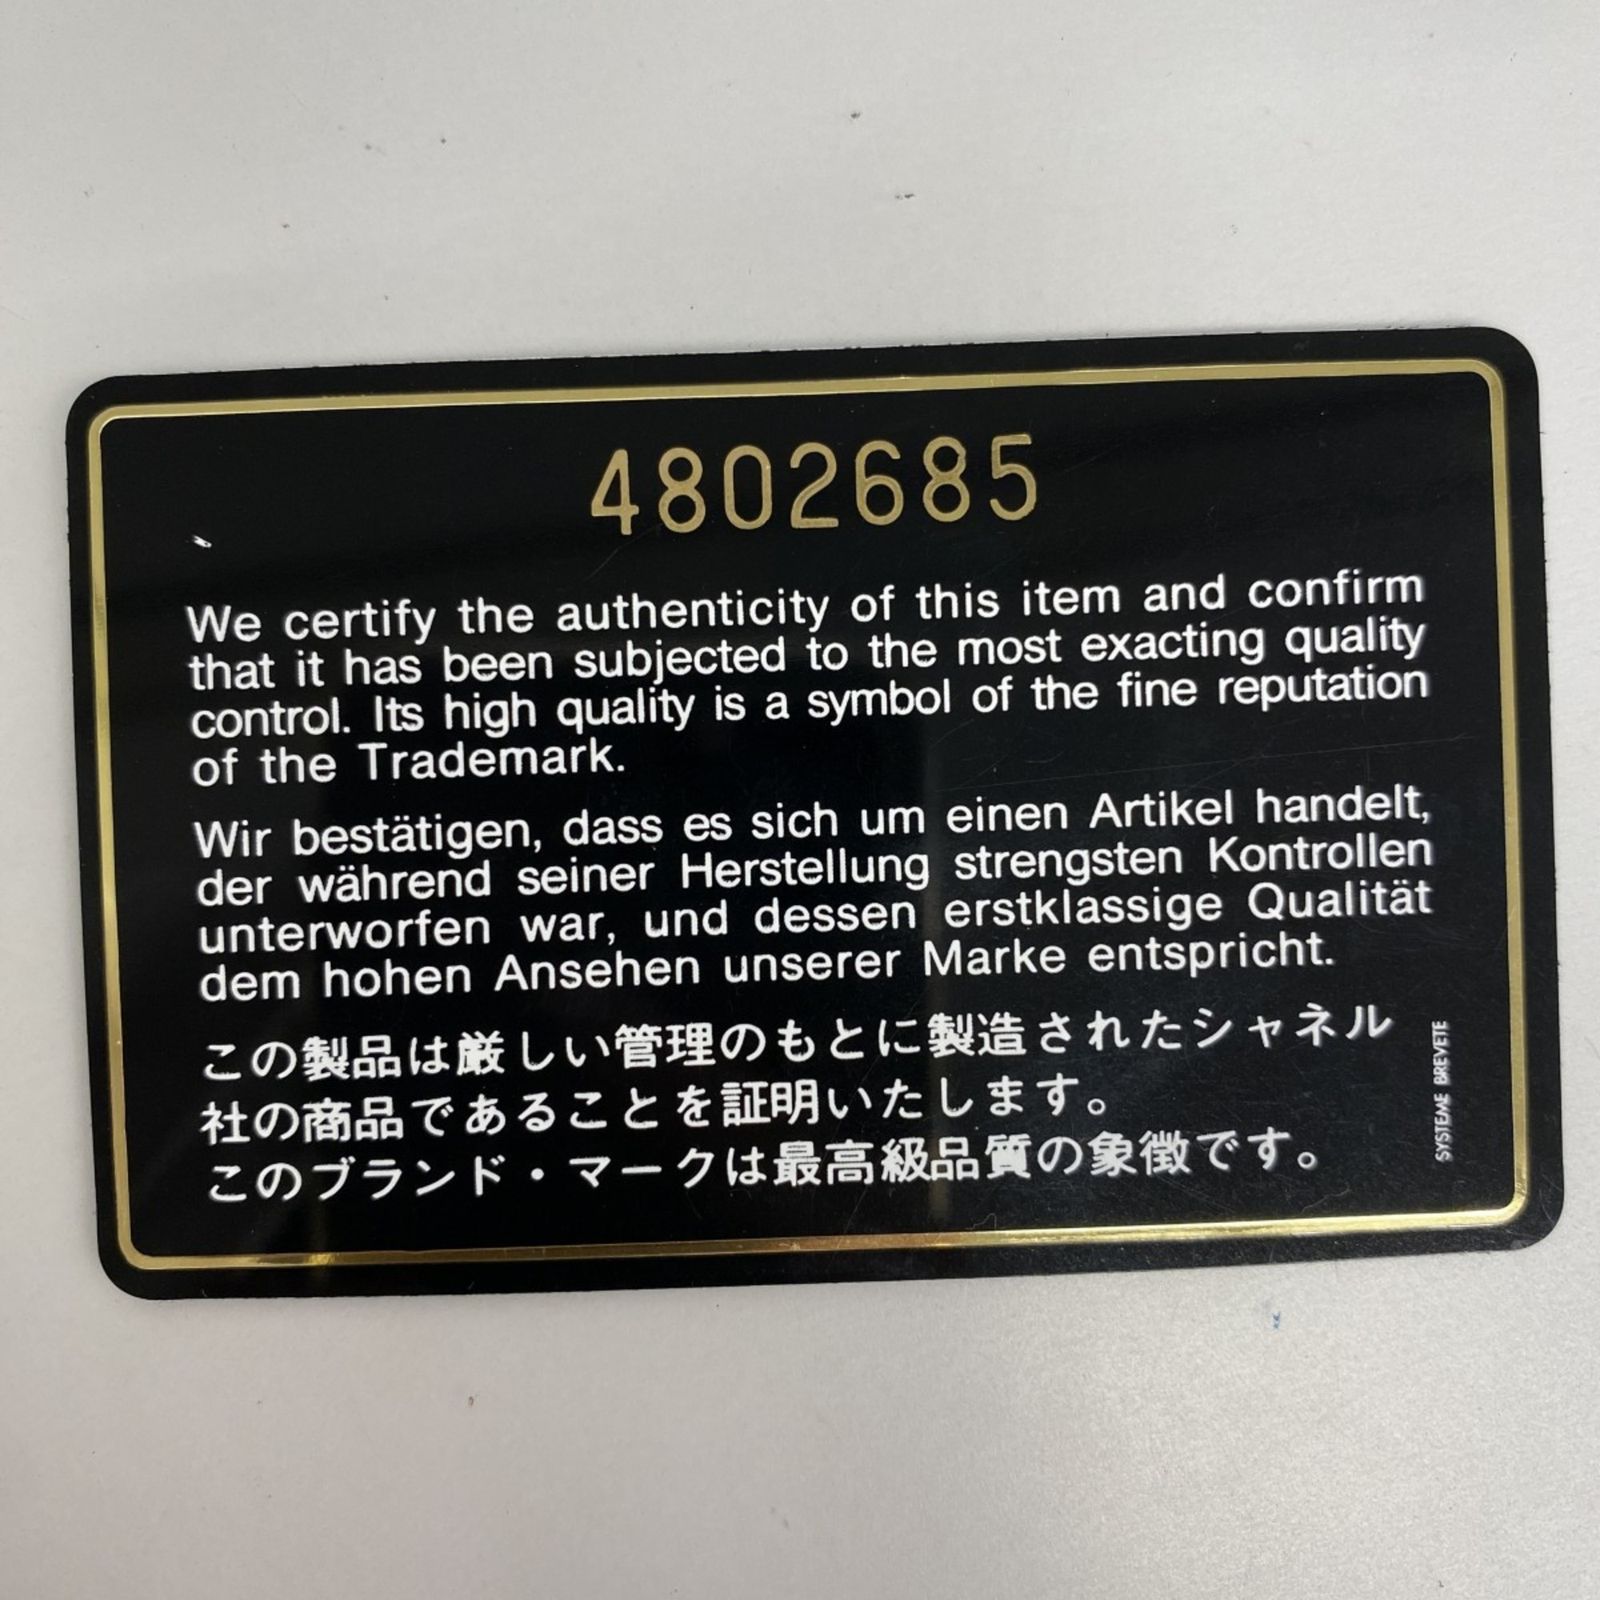 4802685
We certify the authenticity of this item and confirm
that it has been subjected to the most exacting quality
control. Its high quality is a symbol of the fine reputation
of the Trademark.
Wir bestätigen, dass es sich um einen Artikel handelt,
der während seiner Herstellung strengsten Kontrollen
unterworfen war, und dessen erstklassige Qualität
dem hohen Ansehen unserer Marke entspricht.
この製品は厳しい管理のもとに製造されたシャネル
社の商品であることを証明いたします。
このブランド・マークは最高級品質の象徴です。
SYSTEME BREVETE